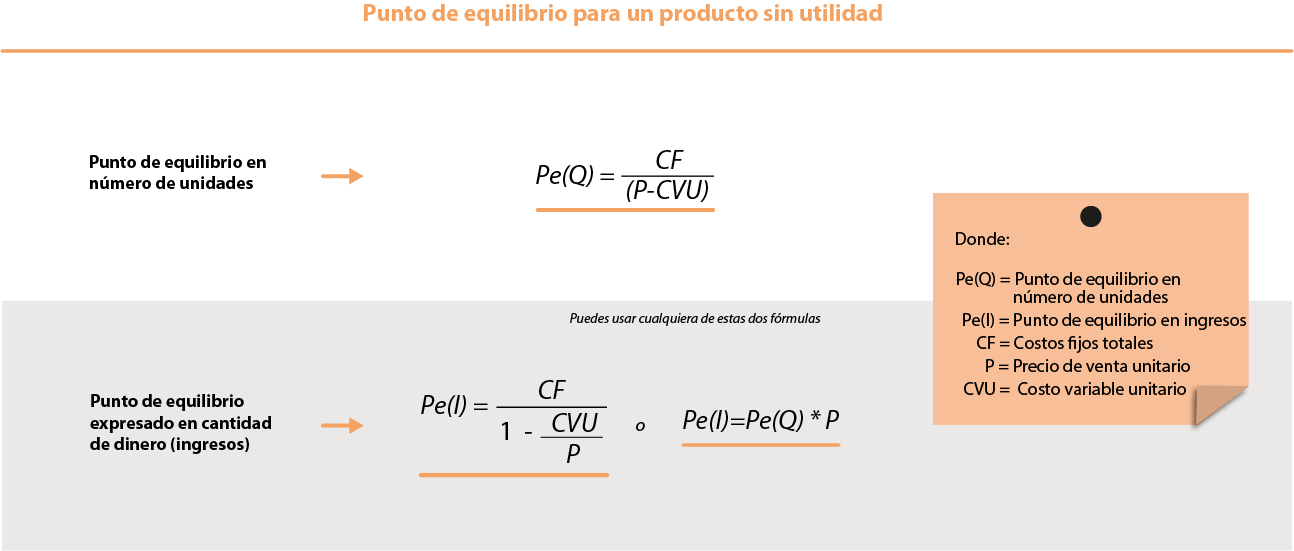 Punto de equilibrio para un producto sin utilidad
Punto de equilibrio en
número de unidades
Pe(Q) = CF / (P-CVU)
Donde:
Pe(Q) = Punto de equilibrio en
número de unidades
Pe(I) = Punto de equilibrio en ingresos
CF = Costos fijos totales
P = Precio de venta unitario
CVU = Costo variable unitario
Puedes usar cualquiera de estas dos fórmulas
Punto de equilibrio
expresado en cantidad
de dinero (ingresos)
Pe(I) = CF / (1 - CVU / P) o Pe(I)=Pe(Q) * P